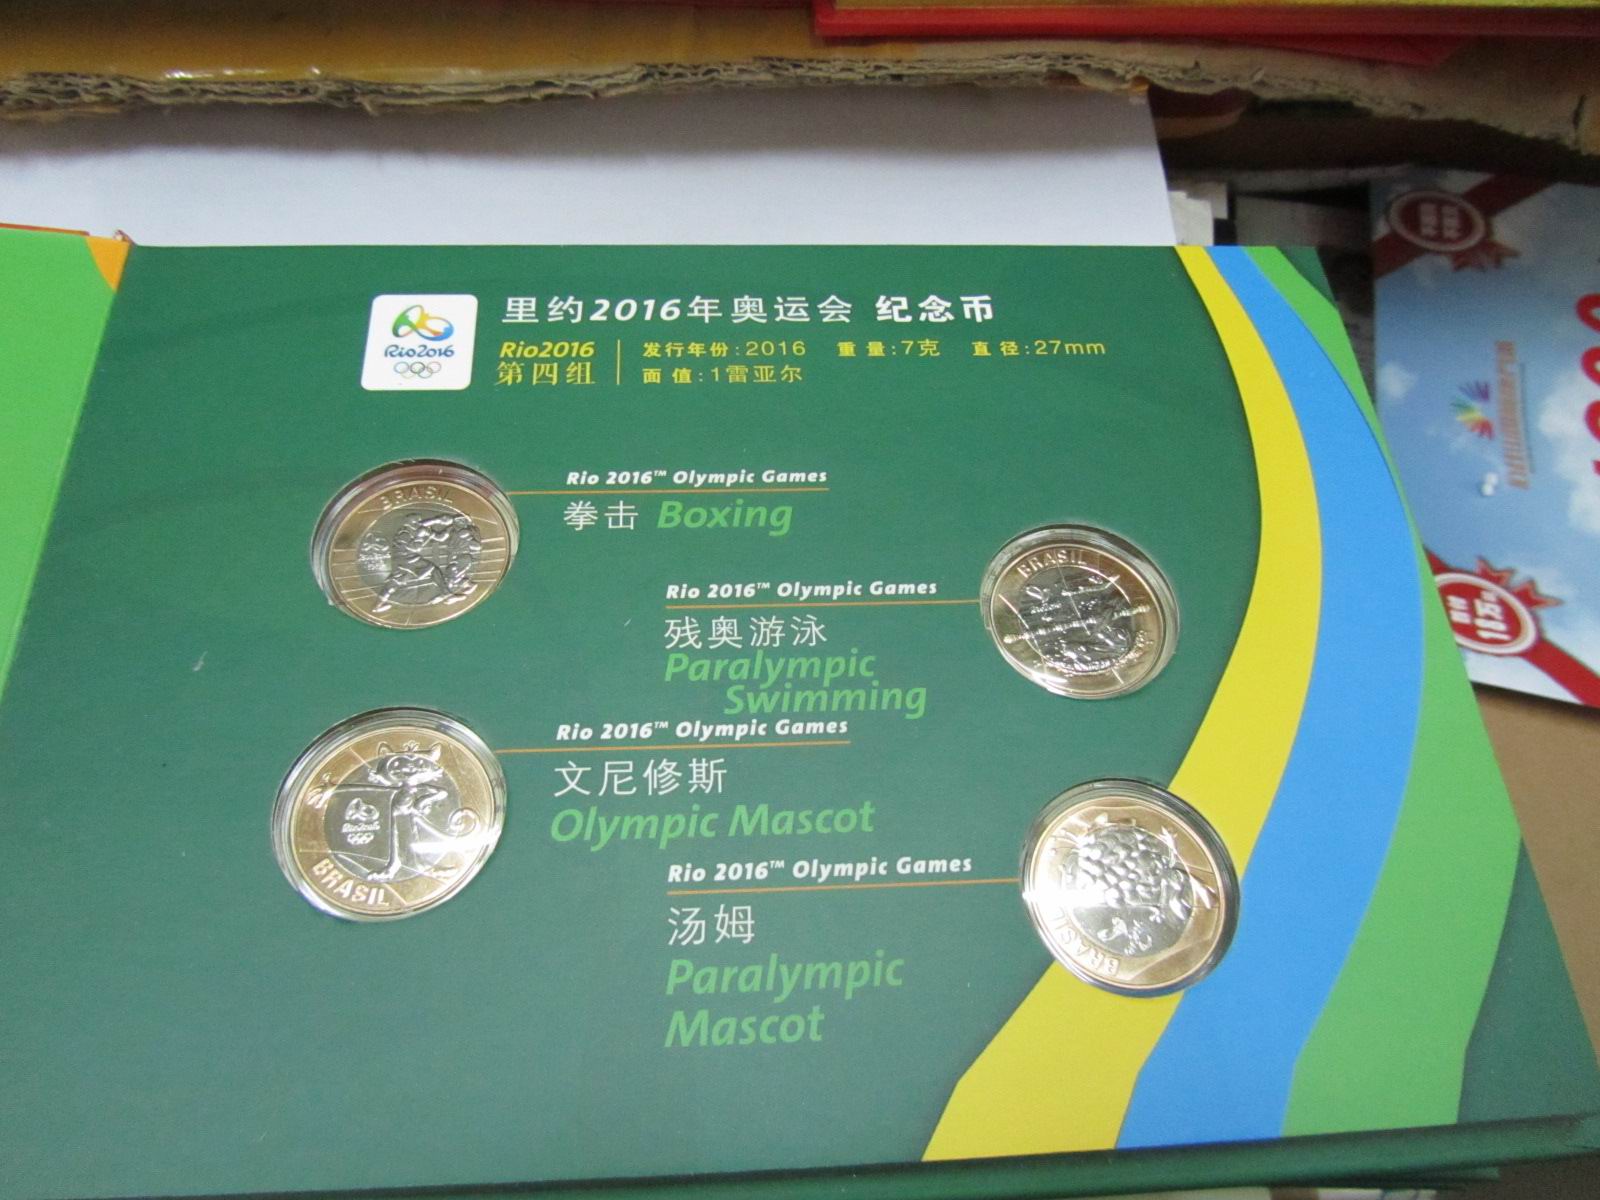 里约2016年奥运会 纪念币
Rio2016
Rio2016 第四组
发行年份:2016 重量:7克 直径:27mm
面值:1雷亚尔
Rio 2016™ Olympic Games
拳击 Boxing
BRASIL
Rio 2016™ Olympic Games
残奥游泳
Paralympic
Swimming
BRASIL
Rio 2016™ Olympic Games
文尼修斯
Olympic Mascot
Rio2016
BRASIL
Rio 2016™ Olympic Games
汤姆
Paralympic
Mascot
BRASIL